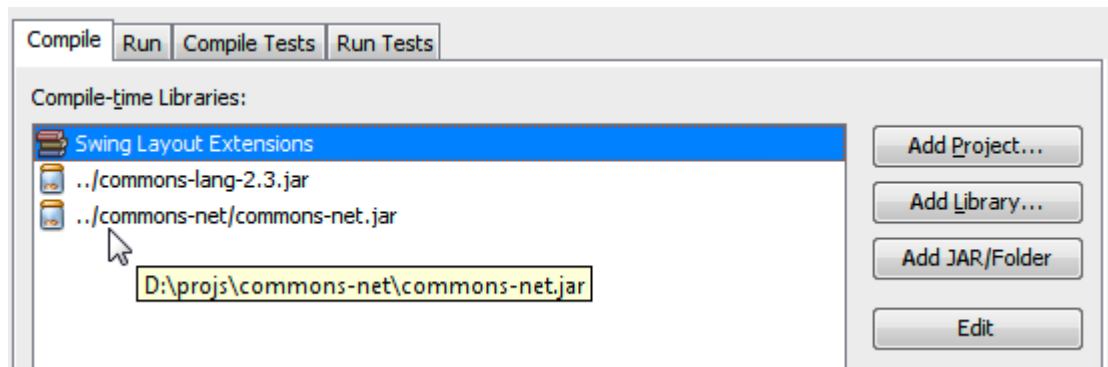 Compile Run Compile Tests Run Tests
Compile-time Libraries:
Swing Layout Extensions
Add Project...
../commons-lang-2.3.jar
../commons-net/commons-net.jar
Add Library...
Add JAR/Folder
D:\projs\commons-net\commons-net.jar
Edit